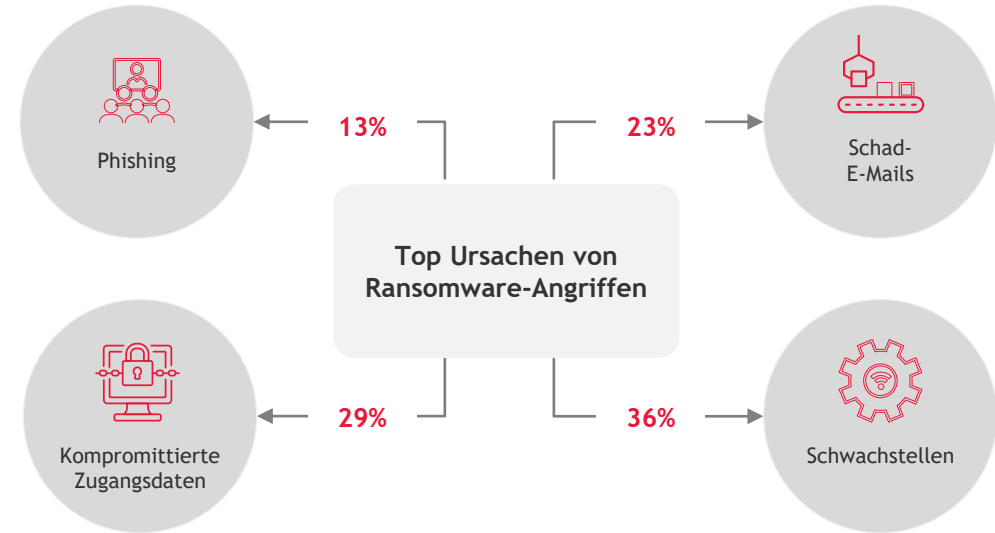 13%
23%
Phishing
Schad-
E-Mails
Top Ursachen von
Ransomware-Angriffen
29%
36%
Kompromittierte
Zugangsdaten
Schwachstellen